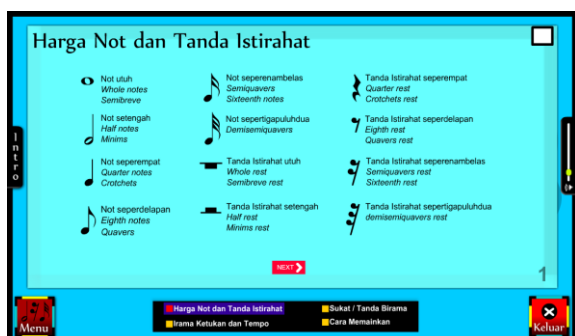 Harga Not dan Tanda Istirahat
Not utuh
Whole notes
Semibreve
Not setengah
Half notes
Minims
Not seperempat
Quarter notes
Crotchets
Not seperdelapan
Eighth notes
Quavers
Not seperenambelas
Semiquavers
Sixteenth notes
Not sepertigapuluhdua
Demisemiquavers
Tanda Istirahat utuh
Whole rest
Semibreve rest
Tanda Istirahat setengah
Half rest
Minims rest
Tanda Istirahat seperempat
Quarter rest
Crotchets rest
Tanda Istirahat seperdelapan
Eighth rest
Quavers rest
Tanda Istirahat seperenambelas
Semiquavers rest
Sixteenth rest
Tanda Istirahat sepertigapuluhdua
demisemiquavers rest
Intro
NEXT
1
Menu
Harga Not dan Tanda Istirahat
Irama Ketukan dan Tempo
Sukat / Tanda Birama
Cara Memainkan
Keluar